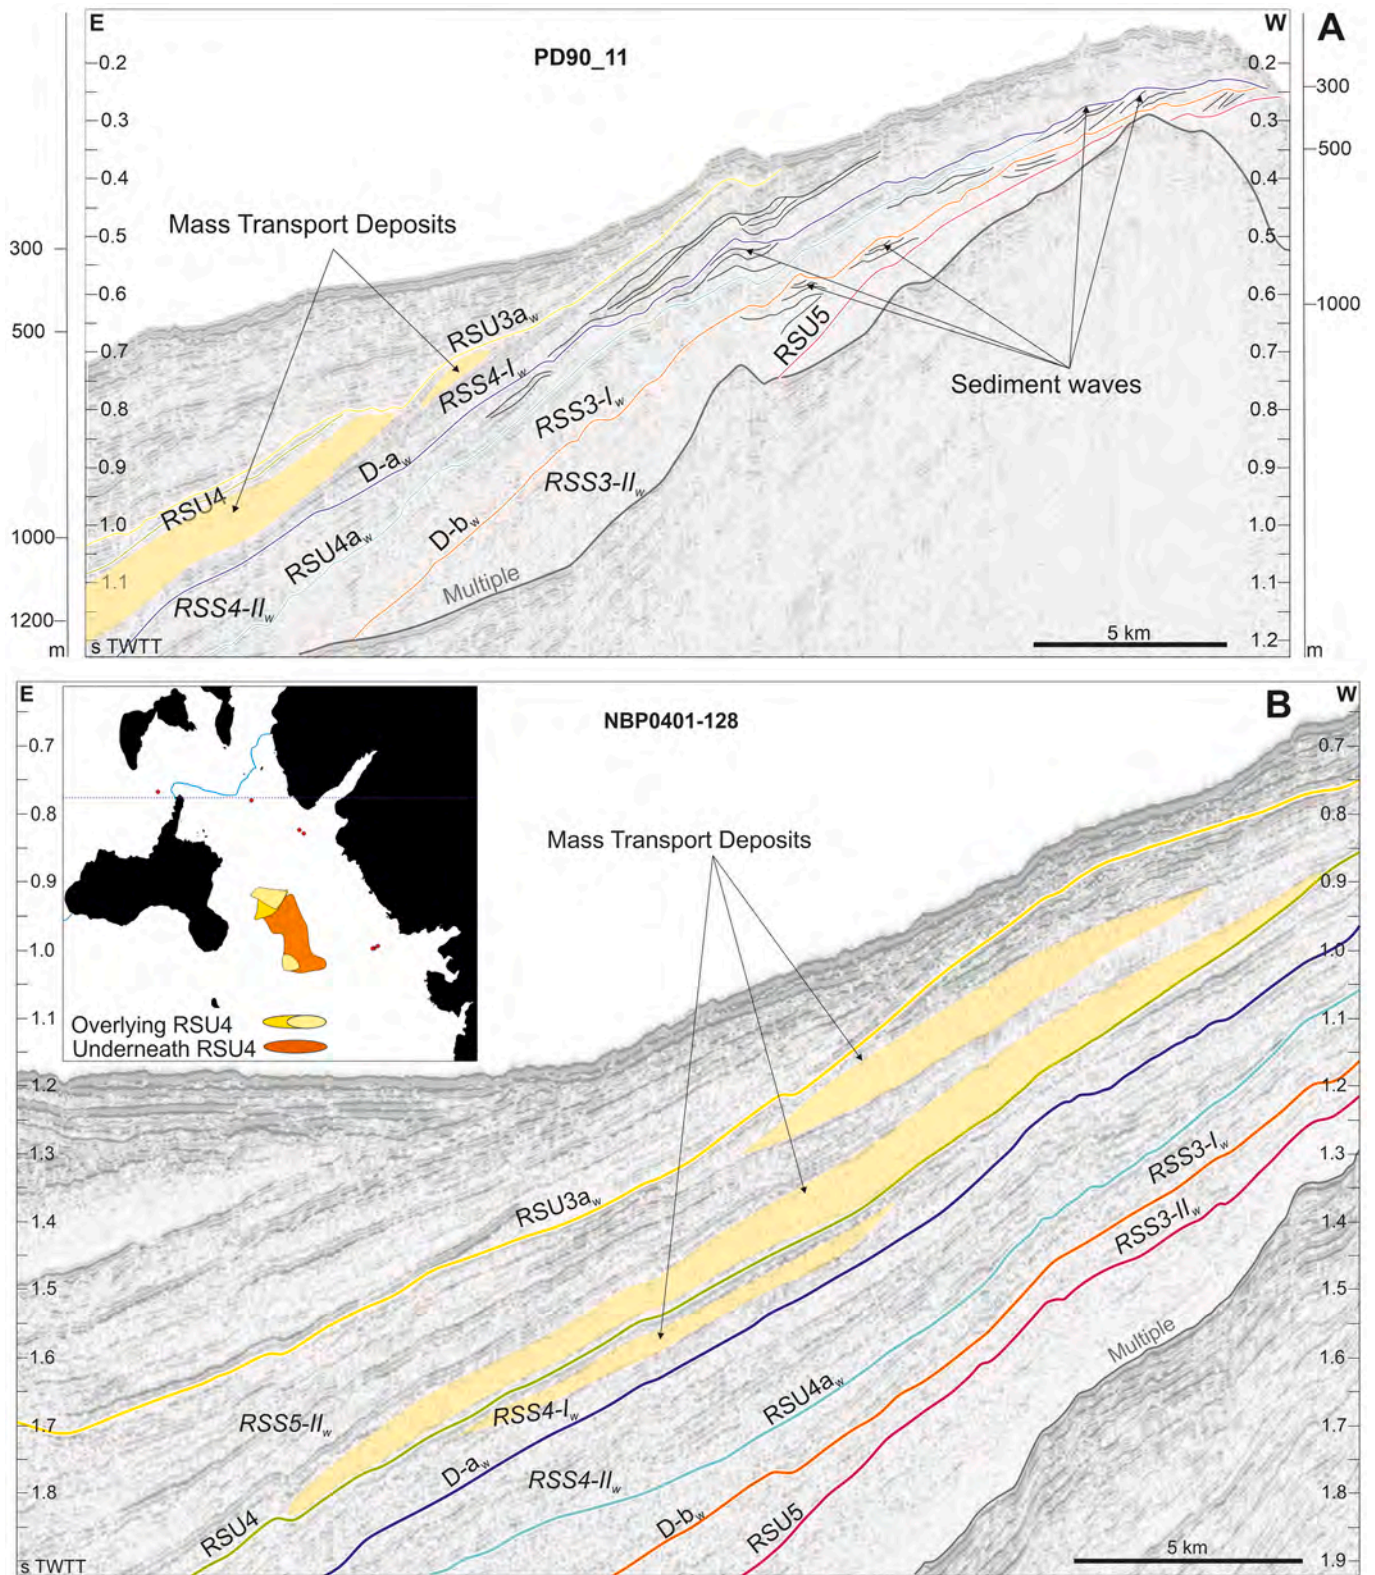 E
W
A
PD90_11
0.2
0.2
300
0.3
0.3
500
0.4
0.4
Mass Transport Deposits
300
0.5
0.5
0.6
0.6
1000
500
RSU3aw
RSU5
0.7
0.7
RSS4-Iw
Sediment waves
0.8
RSS3-Iw
0.8
D-aw
0.9
0.9
RSS3-IIw
RSU4
1000
1.0
D-bw
1.0
RSU4aw
1.1
Multiple
1.1
RSS4-IIw
1200
5 km
1.2
m
s TWTT
m
E
B
W
NBP0401-128
0.7
0.7
0.8
0.8
Mass Transport Deposits
0.9
0.9
1.0
1.0
1.1
1.1
Overlying RSU4
Underneath RSU4
1.2
1.2
1.3
RSS3-Iw
1.3
RSU3aw
RSS3-IIw
1.4
1.4
1.5
1.5
Multiple
1.6
1.6
RSU4aw
RSS4-Iw
RSS5-IIw
1.7
1.7
D-aw
RSS4-IIw
1.8
1.8
RSU4
D-bw
RSU5
5 km
s TWTT
1.9